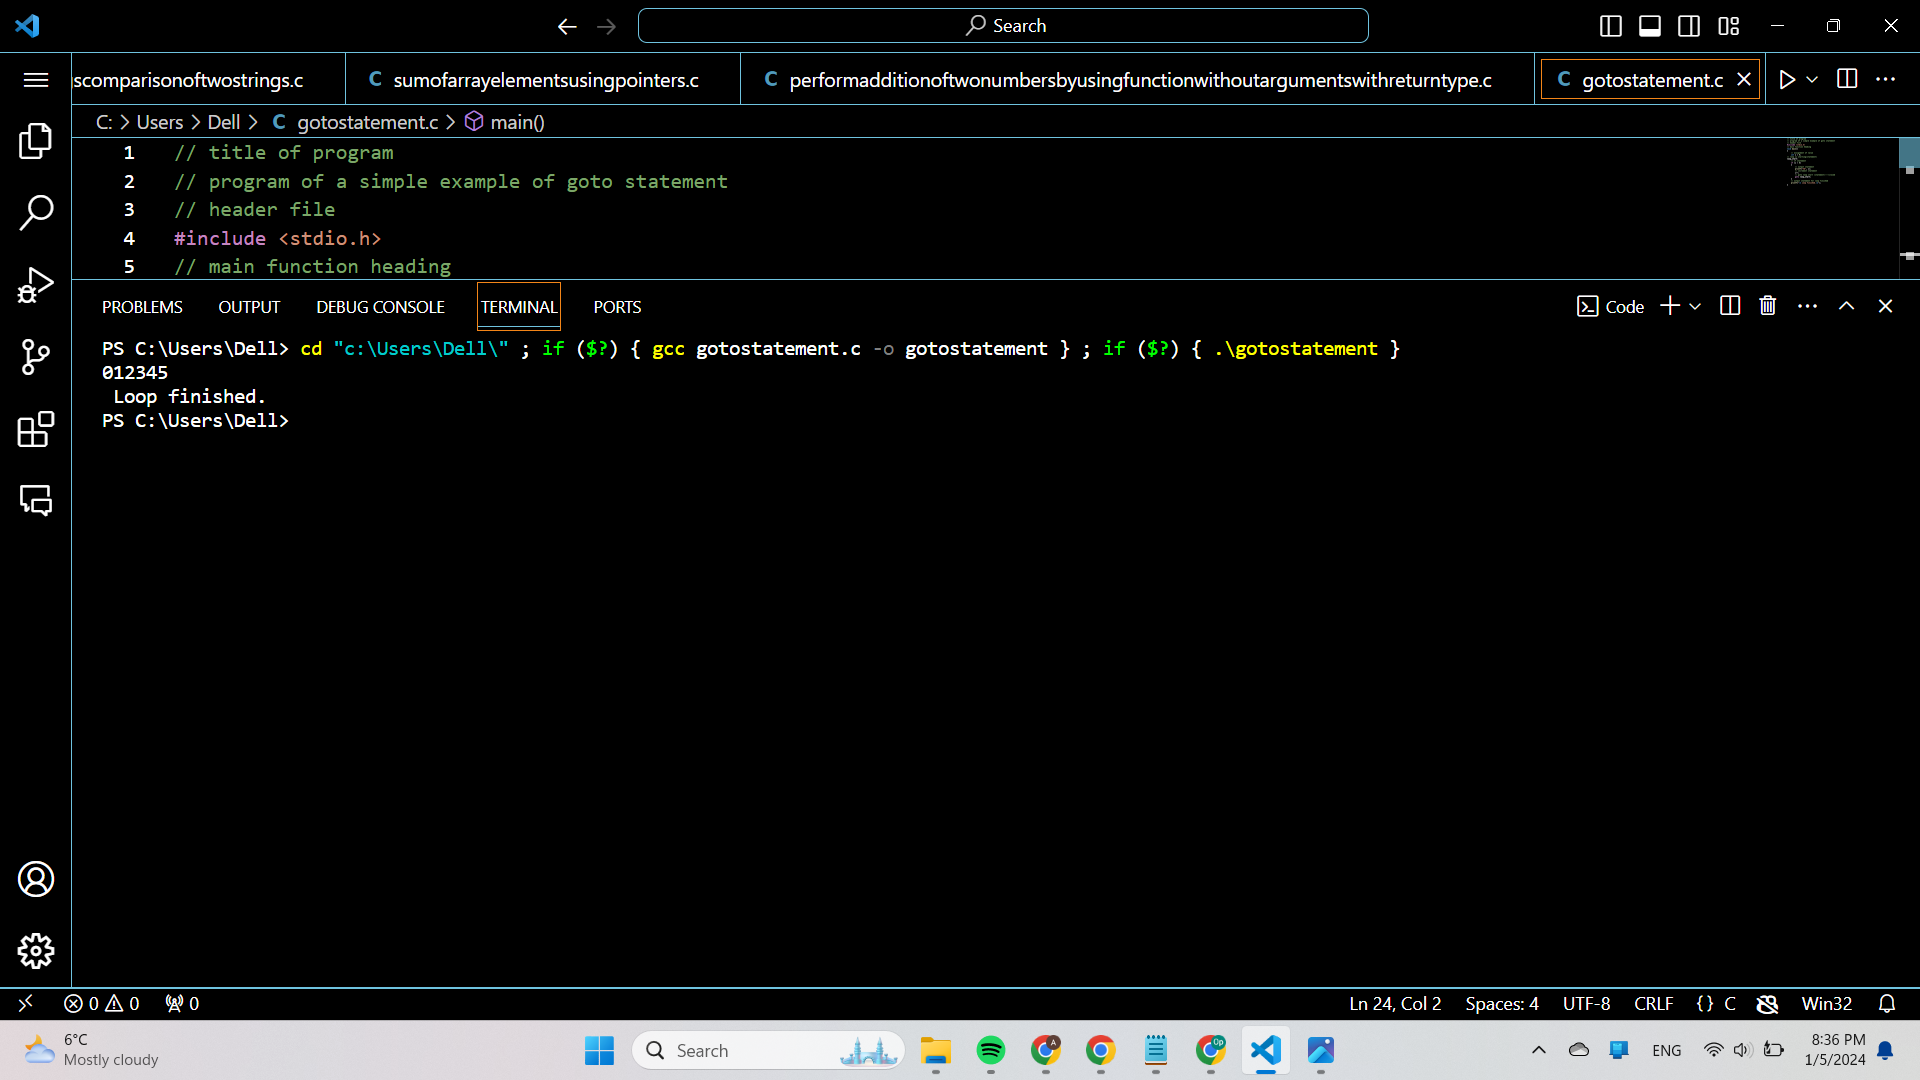 Search
scomparisonoftwostrings.c
C sumofarrayelementsusingpointers.c
C performadditionoftwonumbersbyusingfunctionwithoutargumentswithreturntype.c
C gotostatement.c
C: > Users > Dell > C gotostatement.c > main()
1 // title of program
2 // program of a simple example of goto statement
3 // header file
4 #include <stdio.h>
5 // main function heading
PROBLEMS OUTPUT DEBUG CONSOLE TERMINAL PORTS
Code
PS C:\Users\Dell> cd "c:\Users\Dell\" ; if ($?) { gcc gotostatement.c -o gotostatement } ; if ($?) { .\gotostatement }
012345
 Loop finished.
PS C:\Users\Dell>
0 0 0
Ln 24, Col 2 Spaces: 4 UTF-8 CRLF {} C Win32
6°C
Mostly cloudy
Search
A
Op
ENG
8:36 PM
1/5/2024